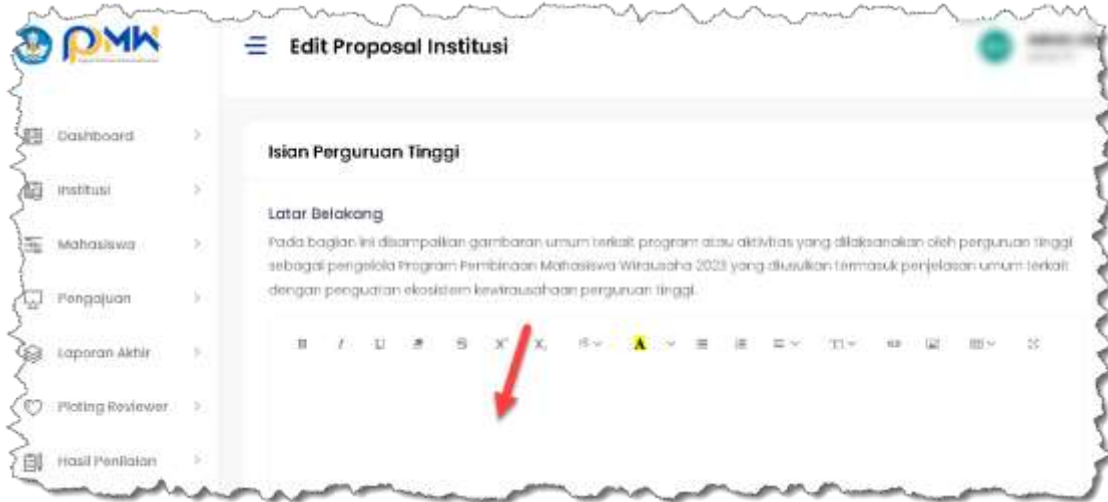 PMW
Edit Proposal Institusi
Dashboard
Institusi
Mahasiswa
Pengajuan
Laporan Akhir
Ploting Reviewer
Hasil Penilaian
Isian Perguruan Tinggi
Latar Belakang
Pada bagian ini disampaikan gambaran umum terkait program atau aktivitas yang dilaksanakan oleh perguruan tinggi
sebagai pengelola Program Pembinaan Mahasiswa Wirausaha 2023 yang diusulkan termasuk penjelasan umum terkait
dengan penguatan ekosistem kewirausahaan perguruan tinggi.
B I U S X X A